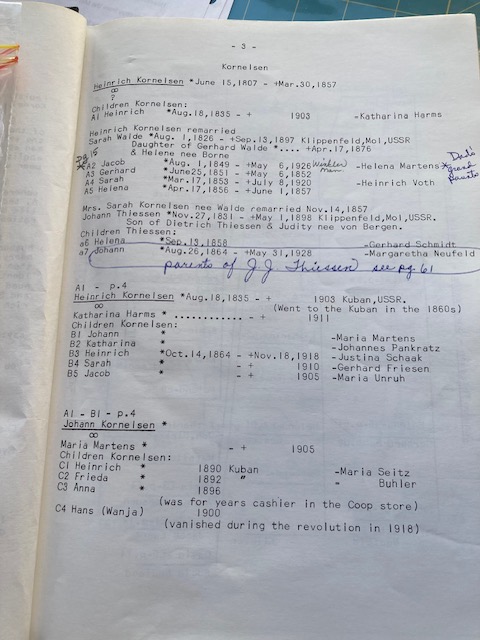 - 3 -
Kornelsen
Heinrich Kornelsen *June 15,1807 - +Mar.30,1857
∞
?
Children Kornelsen:
A1 Heinrich *Aug.18,1835 - + 1903 -Katharina Harms
Heinrich Kornelsen remarried
Sarah Walde *Aug. 1,1826 - +Sep.13,1897 Klippenfeld,Mol,USSR
Daughter of Gerhard Walde *.... - +Apr.17,1876
& Helene nee Borne
pg 15
*A2 Jacob *Aug. 1,1849 - +May 6,1926 Winkler Man -Helena Martens * Dad's grand Parents
A3 Gerhard *June25,1851 - +May 6,1852
A4 Sarah *Mar.17,1853 - +July 8,1920 -Heinrich Voth
A5 Helena *Apr.17,1856 - +June 1,1857
Mrs. Sarah Kornelsen nee Walde remarried Nov.14,1857
Johann Thiessen *Nov.27,1831 - +May 1,1898 Klippenfeld,Mol,USSR.
Son of Dietrich Thiessen & Judity nee von Bergen.
Children Thiessen:
a6 Helena *Sep.13,1858 -Gerhard Schmidt
a7 Johann *Aug.26,1864 - +May 31,1928 -Margaretha Neufeld
parents of J.J Thiessen see pg 61
A1 - p.4
Heinrich Kornelsen *Aug.18,1835 - + 1903 Kuban,USSR.
∞ (Went to the Kuban in the 1860s)
Katharina Harms * ............ - + 1911
Children Kornelsen:
B1 Johann * -Maria Martens
B2 Katharina * -Johannes Pankratz
B3 Heinrich *Oct.14,1864 - +Nov.18,1918 -Justina Schaak
B4 Sarah * - + 1910 -Gerhard Friesen
B5 Jacob * - + 1905 -Maria Unruh
A1 - B1 - p.4
Johann Kornelsen *
∞
Maria Martens * - + 1905
Children Kornelsen:
C1 Heinrich * 1890 Kuban -Maria Seitz
C2 Frieda * 1892 " - Buhler
C3 Anna * 1896
(was for years cashier in the Coop store)
C4 Hans (Wanja) 1900
(vanished during the revolution in 1918)